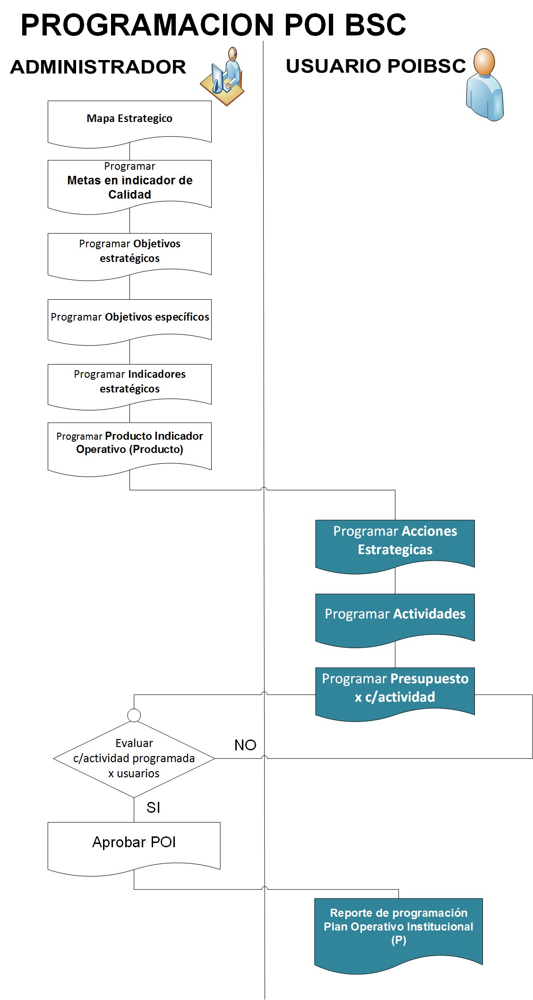 PROGRAMACION POI BSC
ADMINISTRADOR
USUARIO POIBSC
Mapa Estrategico
Programar
Metas en indicador de
Calidad
Programar Objetivos
estratégicos
Programar Objetivos específicos
Programar Indicadores
estratégicos
Programar Producto Indicador
Operativo (Producto)
Programar Acciones
Estrategicas
Programar Actividades
Programar Presupuesto
x c/actividad
Evaluar
c/actividad programada
x usuarios
NO
SI
Aprobar POI
Reporte de programación
Plan Operativo Institucional
(P)